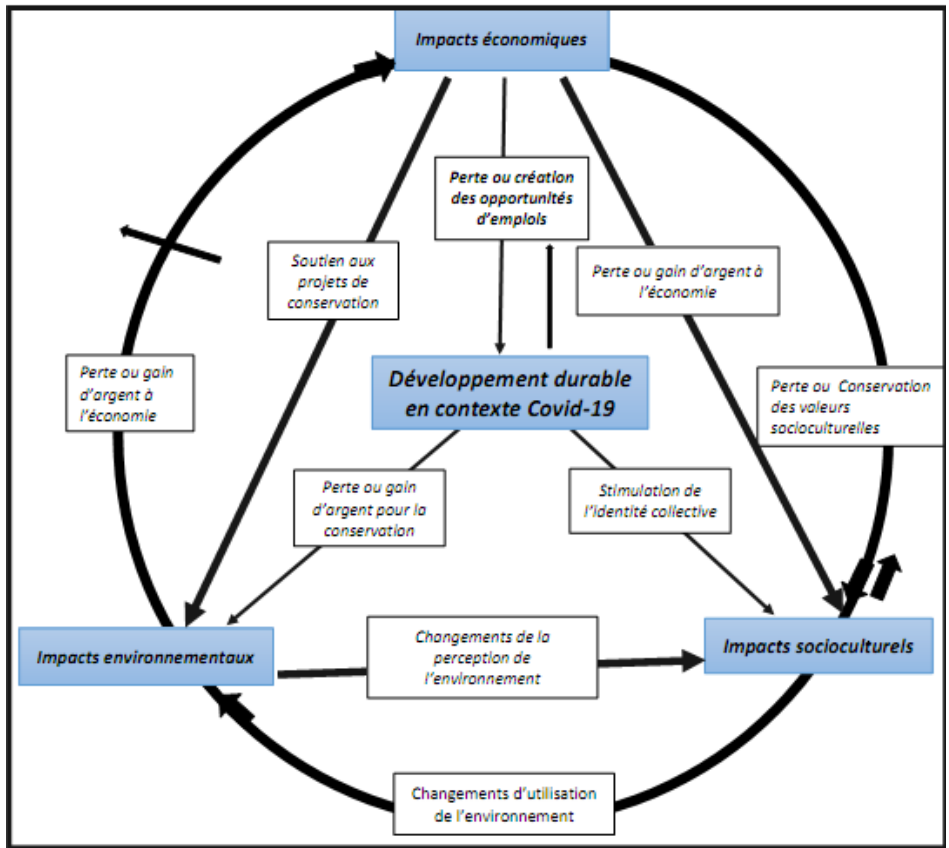 Impacts économiques
Perte ou création
des opportunités
d'emplois
Soutien aux
projets de
conservation
Perte ou gain d'argent à
l'économie
Perte ou gain
d'argent à
l'économie
Développement durable
en contexte Covid-19
Perte ou Conservation
des valeurs
socioculturelles
Perte ou gain
d'argent pour la
conservation
Stimulation de
l'identité collective
Impacts environnementaux
Changements de la
perception de
l'environnement
Impacts socioculturels
Changements d'utilisation
de l'environnement